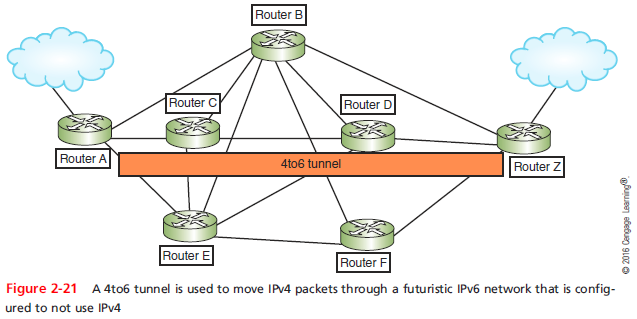 Router B
Router C
Router D
Router A
4to6 tunnel
Router Z
Router E
Router F
© 2016 Cengage Learning®.
Figure 2-21 A 4to6 tunnel is used to move IPv4 packets through a futuristic IPv6 network that is config-
ured to not use IPv4